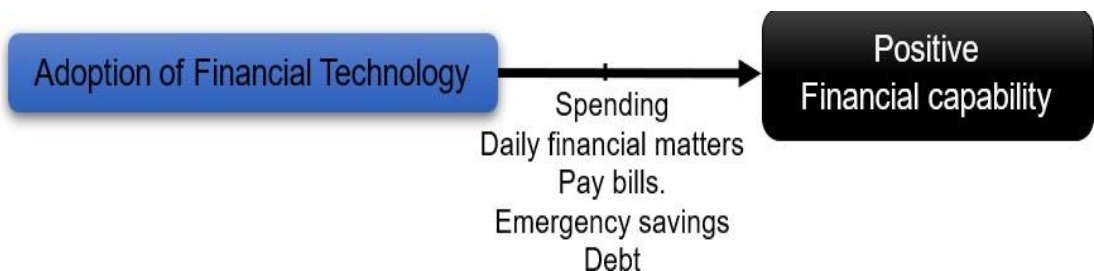 Adoption of Financial Technology
Spending
Daily financial matters
Pay bills.
Emergency savings
Debt
Positive
Financial capability